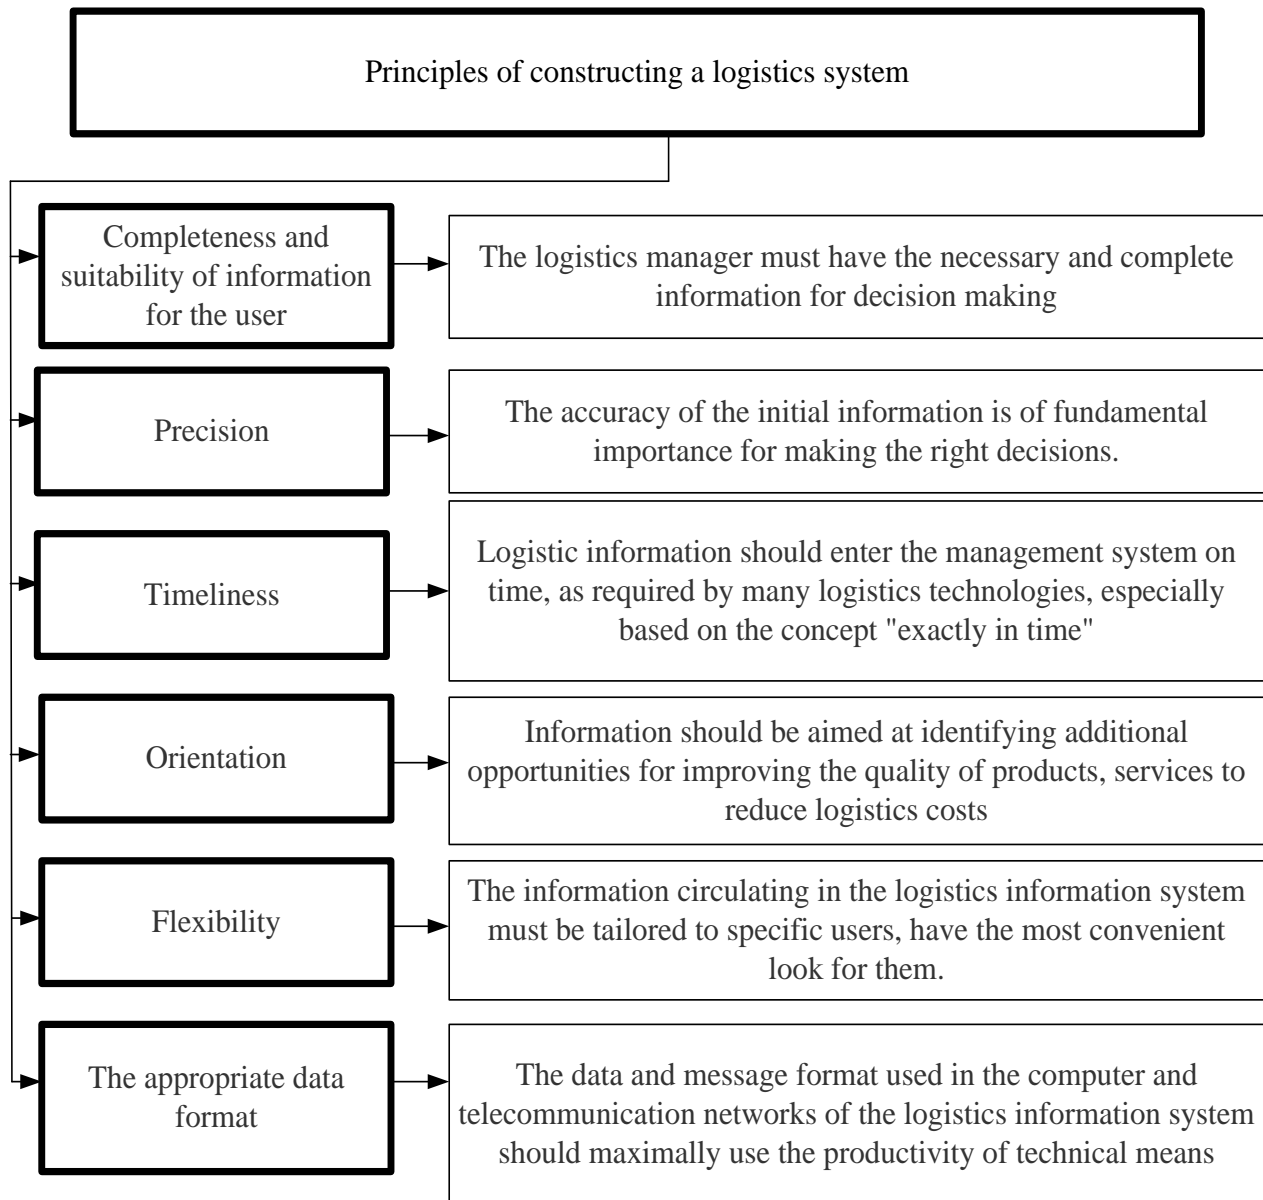 Principles of constructing a logistics system
Completeness and
suitability of information
for the user
The logistics manager must have the necessary and complete
information for decision making
Precision
The accuracy of the initial information is of fundamental
importance for making the right decisions.
Timeliness
Logistic information should enter the management system on
time, as required by many logistics technologies, especially
based on the concept "exactly in time"
Orientation
Information should be aimed at identifying additional
opportunities for improving the quality of products, services to
reduce logistics costs
Flexibility
The information circulating in the logistics information system
must be tailored to specific users, have the most convenient
look for them.
The appropriate data
format
The data and message format used in the computer and
telecommunication networks of the logistics information system
should maximally use the productivity of technical means